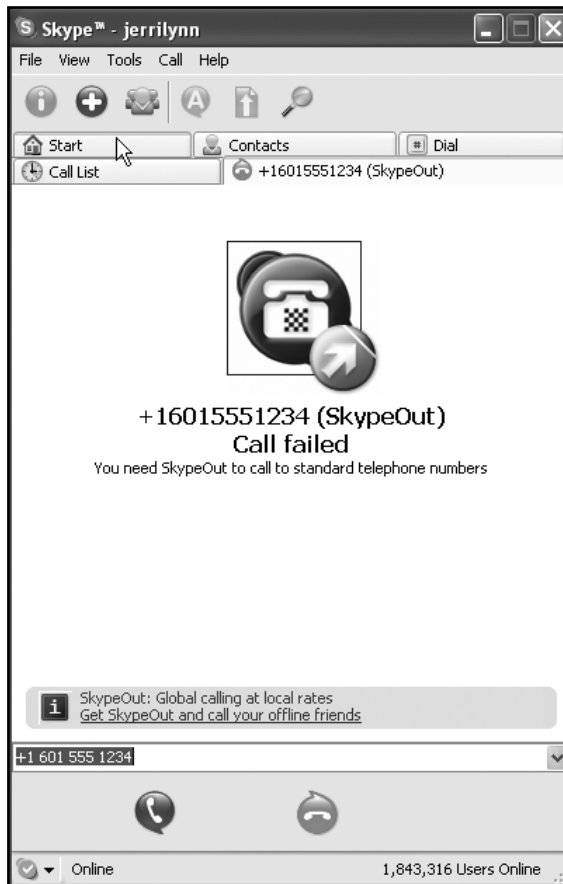 Skype™ - jerrilynn
File View Tools Call Help
Start Contacts # Dial
Call List +16015551234 (SkypeOut)
+16015551234 (SkypeOut)
Call failed
You need SkypeOut to call to standard telephone numbers
SkypeOut: Global calling at local rates
Get SkypeOut and call your offline friends
+1 601 555 1234
Online 1,843,316 Users Online